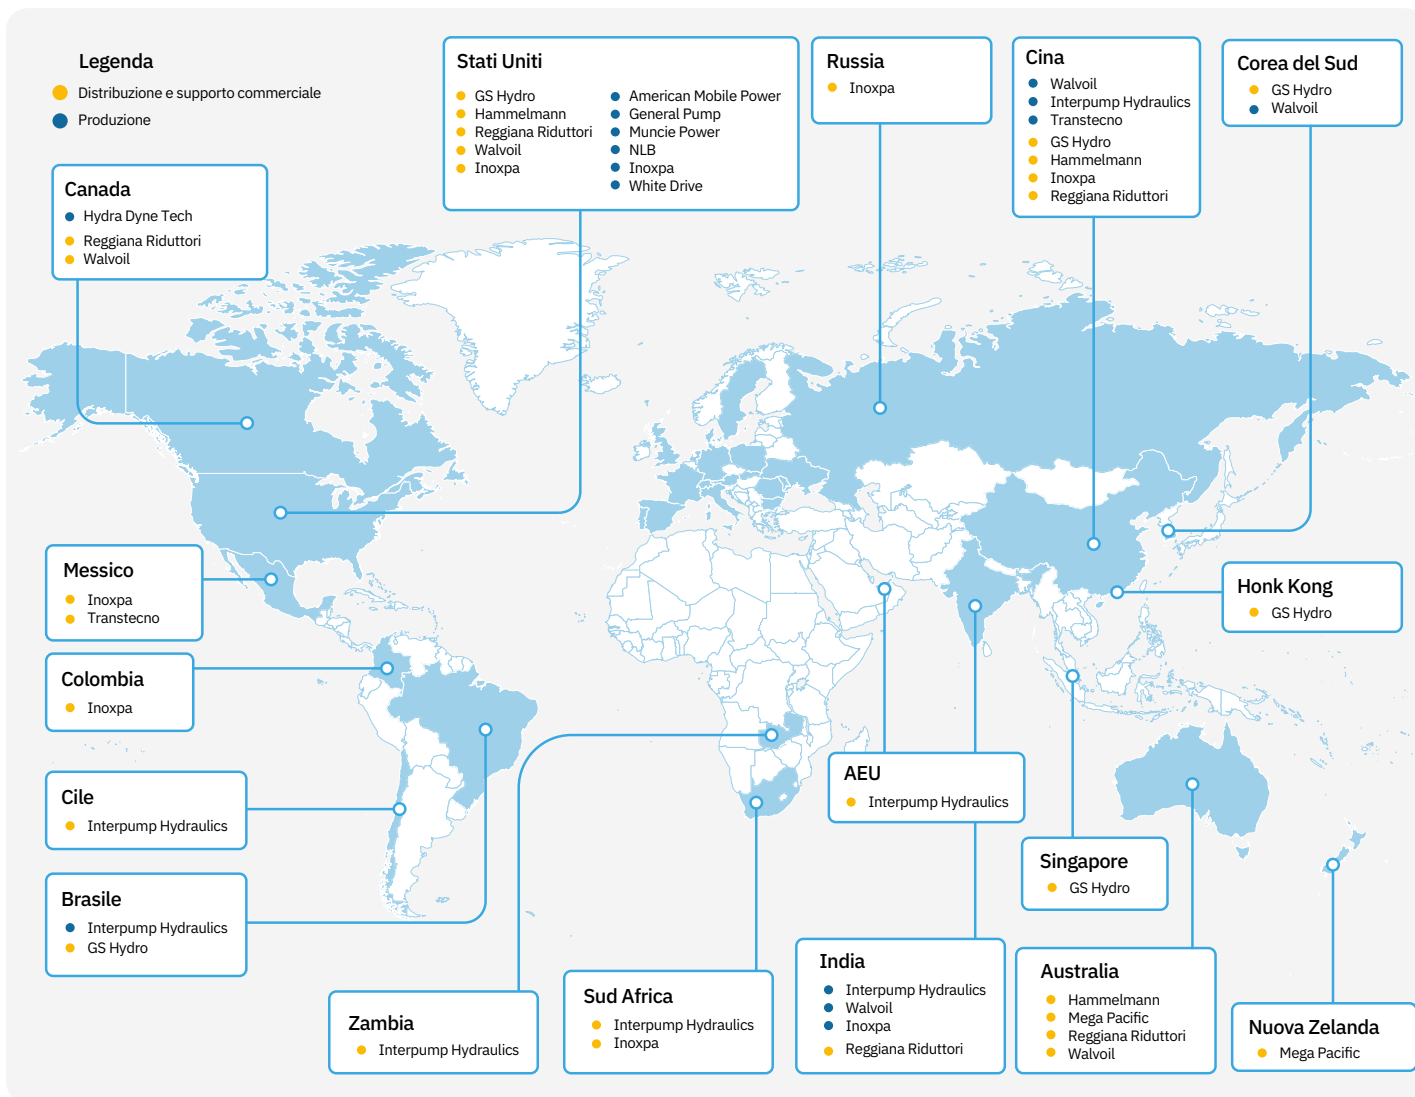 Legenda
Distribuzione e supporto commerciale
Produzione
Stati Uniti
GS Hydro
Hammelmann
Reggiana Riduttori
Walvoil
Inoxpa
American Mobile Power
General Pump
Muncie Power
NLB
Inoxpa
White Drive
Russia
Inoxpa
Cina
Walvoil
Interpump Hydraulics
Transtecno
GS Hydro
Hammelmann
Inoxpa
Reggiana Riduttori
Corea del Sud
GS Hydro
Walvoil
Canada
Hydra Dyne Tech
Reggiana Riduttori
Walvoil
Messico
Inoxpa
Transtecno
Honk Kong
GS Hydro
Colombia
Inoxpa
Cile
Interpump Hydraulics
AEU
Interpump Hydraulics
Singapore
GS Hydro
Brasile
Interpump Hydraulics
GS Hydro
Zambia
Interpump Hydraulics
Sud Africa
Interpump Hydraulics
Inoxpa
India
Interpump Hydraulics
Walvoil
Inoxpa
Reggiana Riduttori
Australia
Hammelmann
Mega Pacific
Reggiana Riduttori
Walvoil
Nuova Zelanda
Mega Pacific